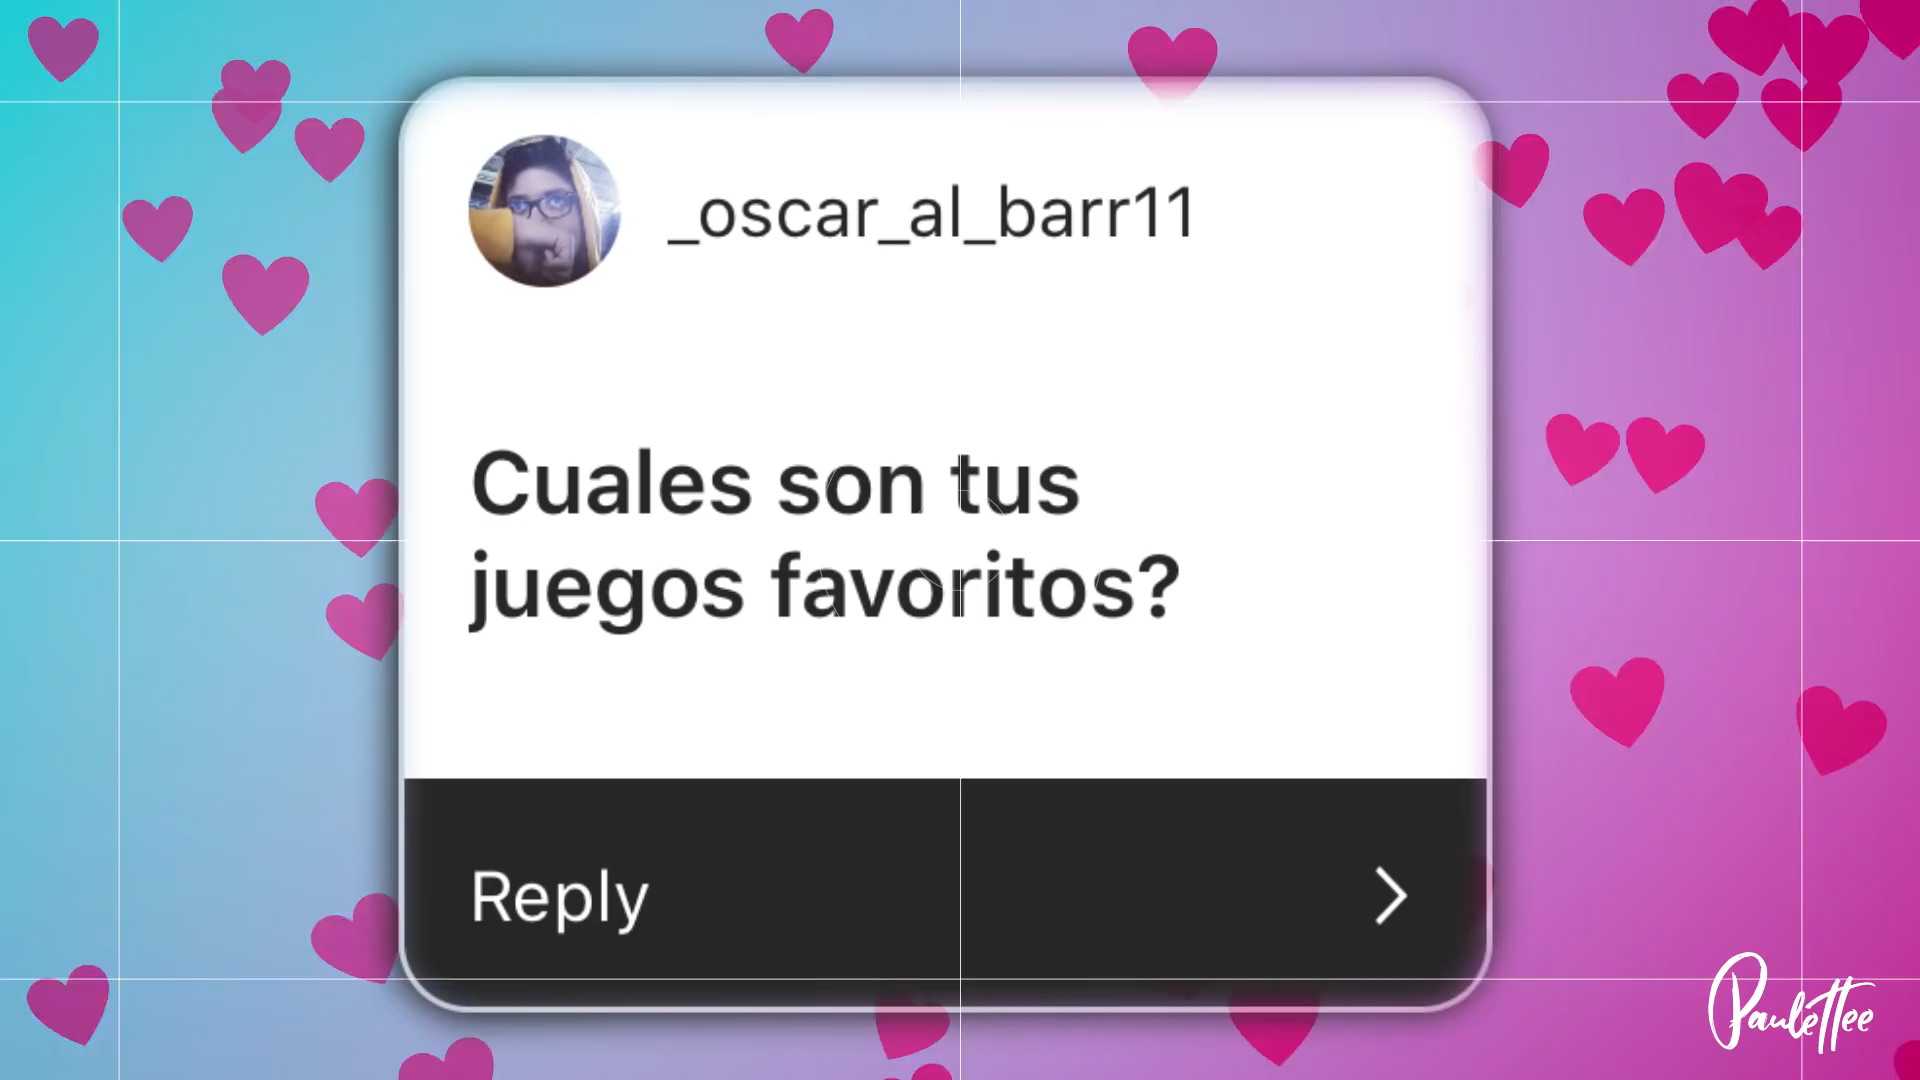 _oscar_al_barr11
Cuales son tus
juegos favoritos?
Reply
Paulettee